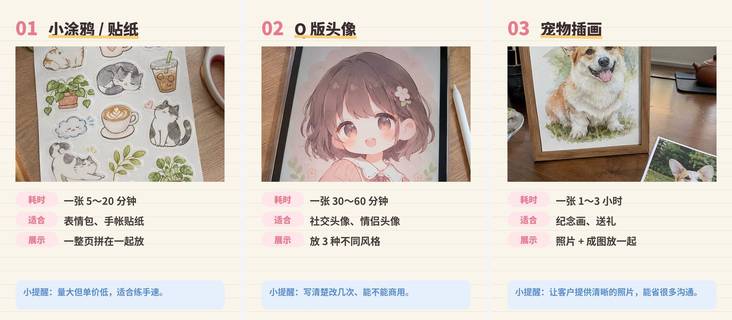 01 小涂鸦 / 贴纸
耗时 一张 5～20 分钟
适合 表情包、手帐贴纸
展示 一整页拼在一起放
小提醒：量大但单价低，适合练手速。
02 Q 版头像
耗时 一张 30～60 分钟
适合 社交头像、情侣头像
展示 放 3 种不同风格
小提醒：写清楚改几次、能不能商用。
03 宠物插画
耗时 一张 1～3 小时
适合 纪念画、送礼
展示 照片 + 成图放一起
小提醒：让客户提供清晰的照片，能省很多沟通。